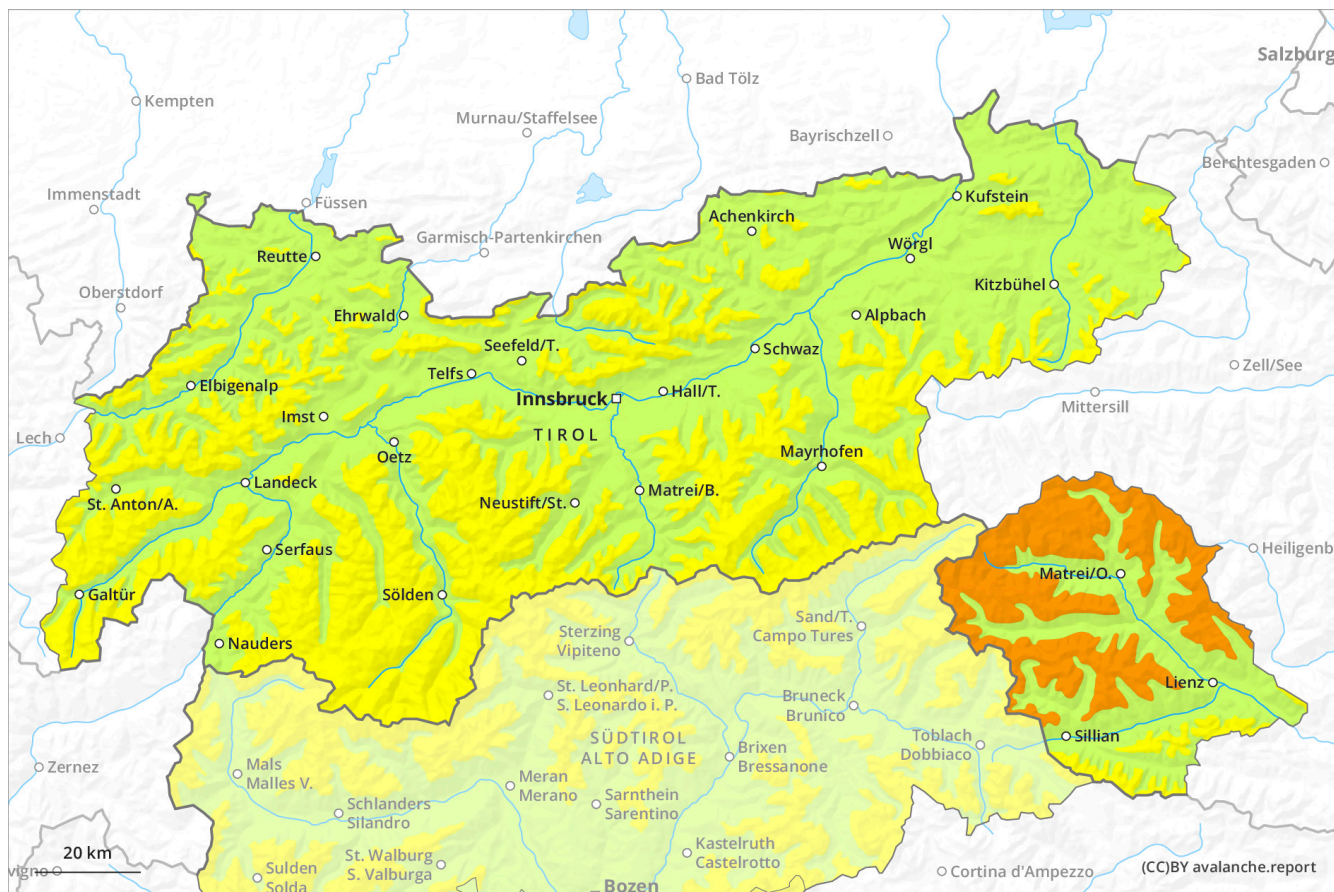 Salzburg
Bad Tölz
Kempten
Murnau/Staffelsee
Bayrischzell
Berchtesgaden
Immenstadt
Füssen
Kufstein
Achenkirch
Garmisch-Partenkirchen
Wörgl
Reutte
Kitzbühel
Oberstdorf
Ehrwald
Alpbach
Seefeld/T.
Schwaz
Zell/See
Telfs
Elbigenalp
Innsbruck
Hall/T.
Mittersill
Imst
TIROL
Lech
Oetz
Mayrhofen
Landeck
Matrei/B.
St. Anton/A.
Neustift/St.
Serfaus
Heiligenb
Matrei/O.
Galtür
Sölden
Sand/T.
Campo Tures
Sterzing
Vipiteno
Nauders
Lienz
St. Leonhard/P.
S. Leonardo i. P.
Bruneck
Brunico
SÜDTIROL
ALTO ADIGE
Toblach
Dobbiaco
Sillian
Brixen
Bressanone
Zernez
Mals
Malles V.
Meran
Merano
Schlanders
Silandro
Sarnthein
Sarentino
20 km
St. Walburg
S. Valburga
Kastelruth
Castelrotto
vigno
Sulden
Solda
Cortina d'Ampezzo
(CC)BY avalanche.report
Bozen